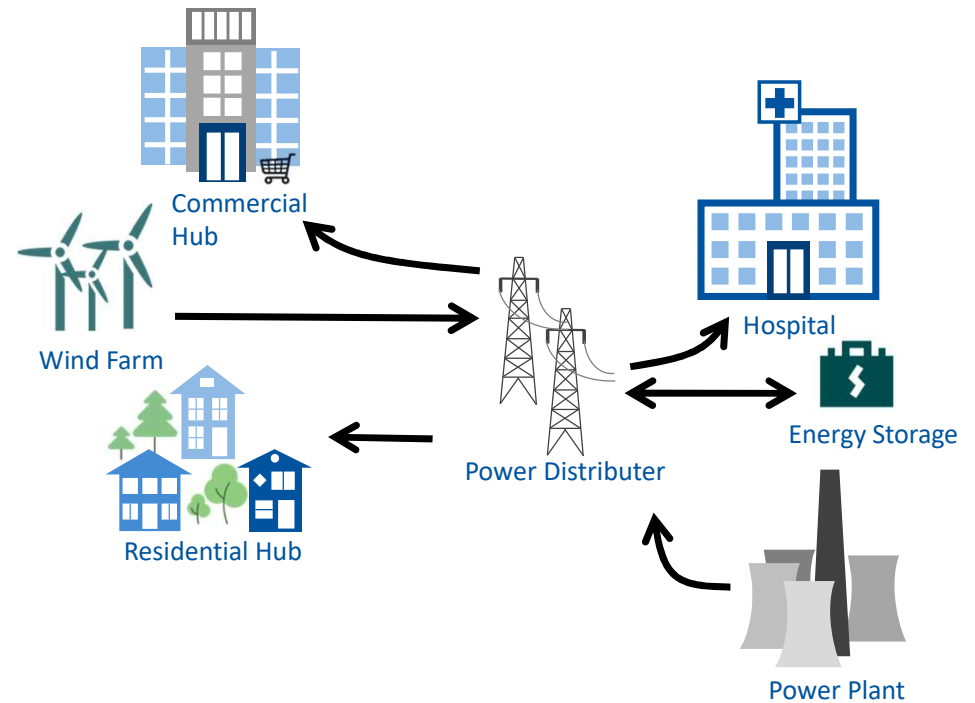 Commercial
Hub
Wind Farm
Hospital
Energy Storage
Power Distributer
Residential Hub
Power Plant